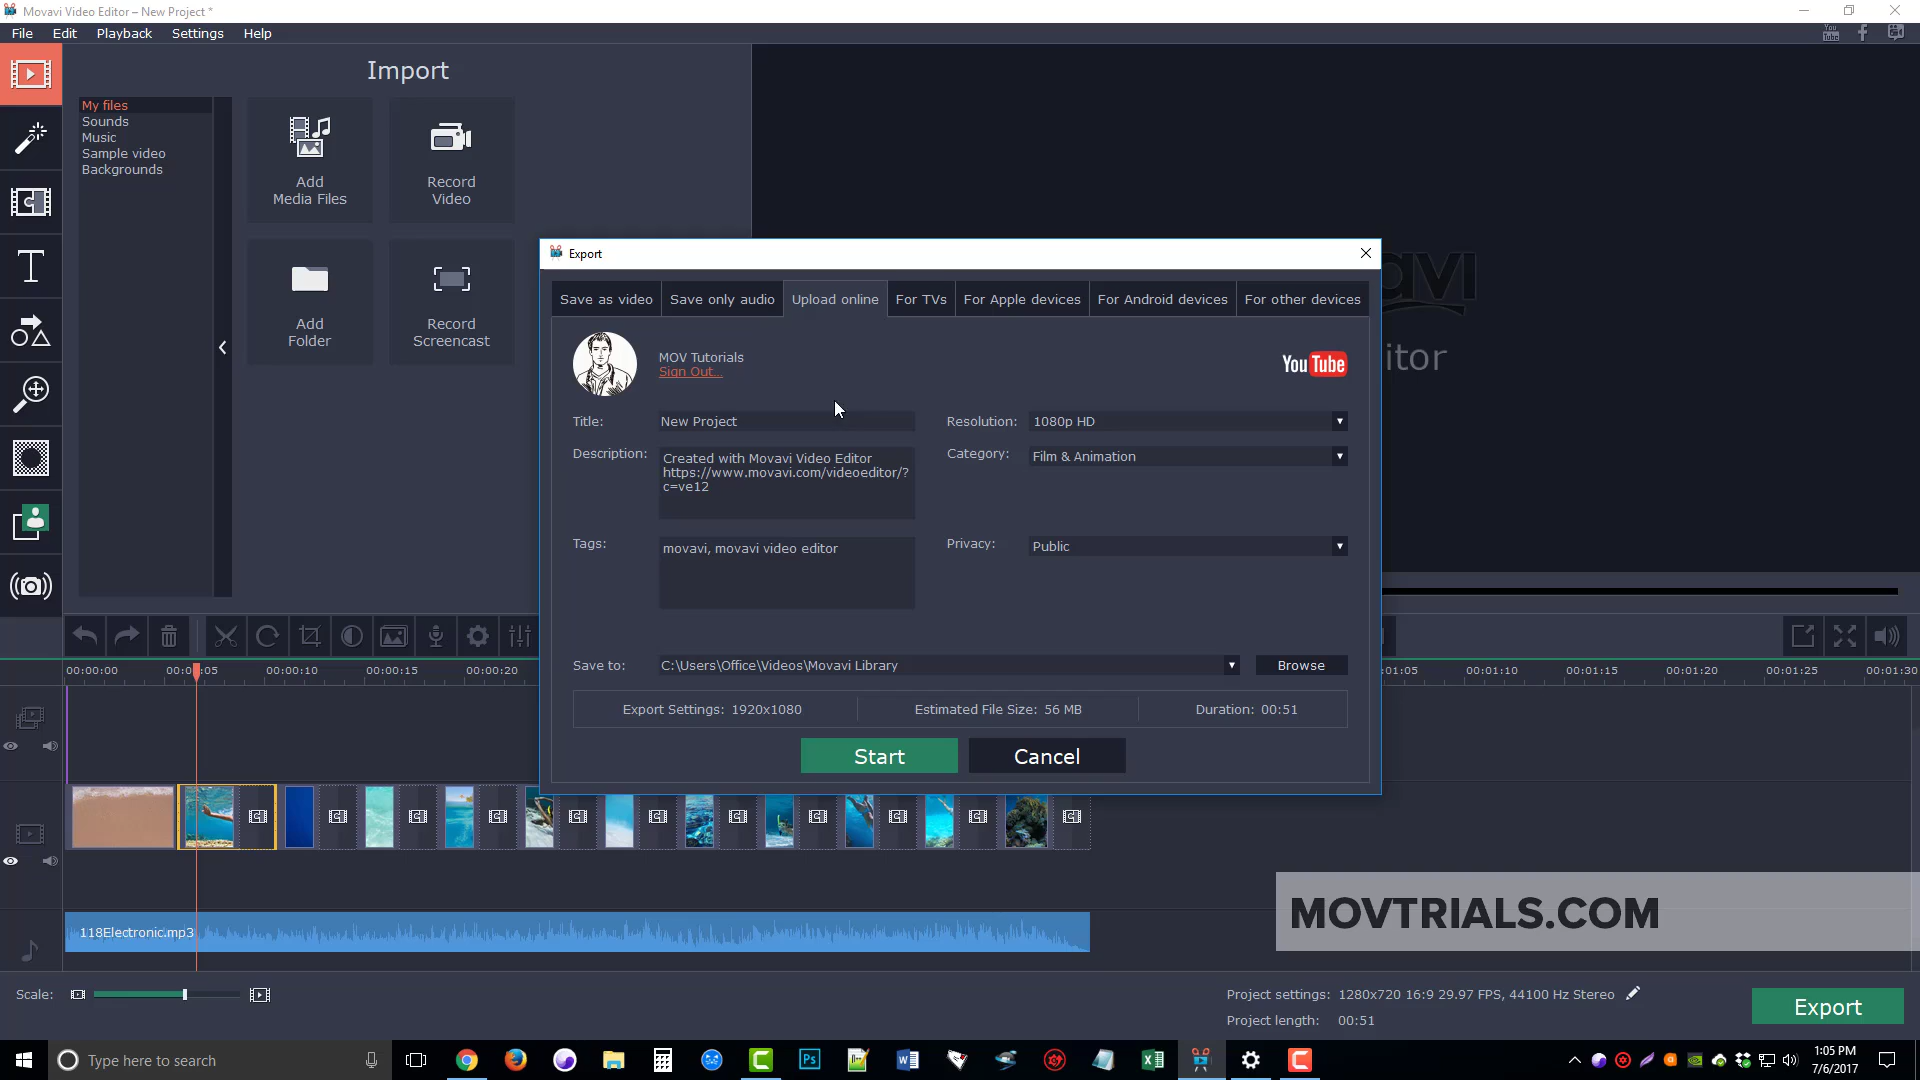 Movavi Video Editor – New Project *
File Edit Playback Settings Help
You Tube
Import
My files
Sounds
Music
Sample video
Backgrounds
Add Media Files
Record Video
Add Folder
Record Screencast
Export
Save as video Save only audio Upload online For TVs For Apple devices For Android devices For other devices
MOV Tutorials
Sign Out...
YouTube
avi
itor
Title: New Project
Resolution: 1080p HD
Description: Created with Movavi Video Editor
https://www.movavi.com/videoeditor/?
c=ve12
Category: Film & Animation
Tags: movavi, movavi video editor
Privacy: Public
Save to: C:\Users\Office\Videos\Movavi Library
Browse
Export Settings: 1920x1080 Estimated File Size: 56 MB Duration: 00:51
Start Cancel
00:00:00 00:00:05 00:00:10 00:00:15 00:00:20 :01:05 00:01:10 00:01:15 00:01:20 00:01:25 00:01:30
118Electronic.mp3
MOVTRIALS.COM
Scale:
Project settings: 1280x720 16:9 29.97 FPS, 44100 Hz Stereo
Project length: 00:51
Export
Type here to search
Ps
1:05 PM
7/6/2017